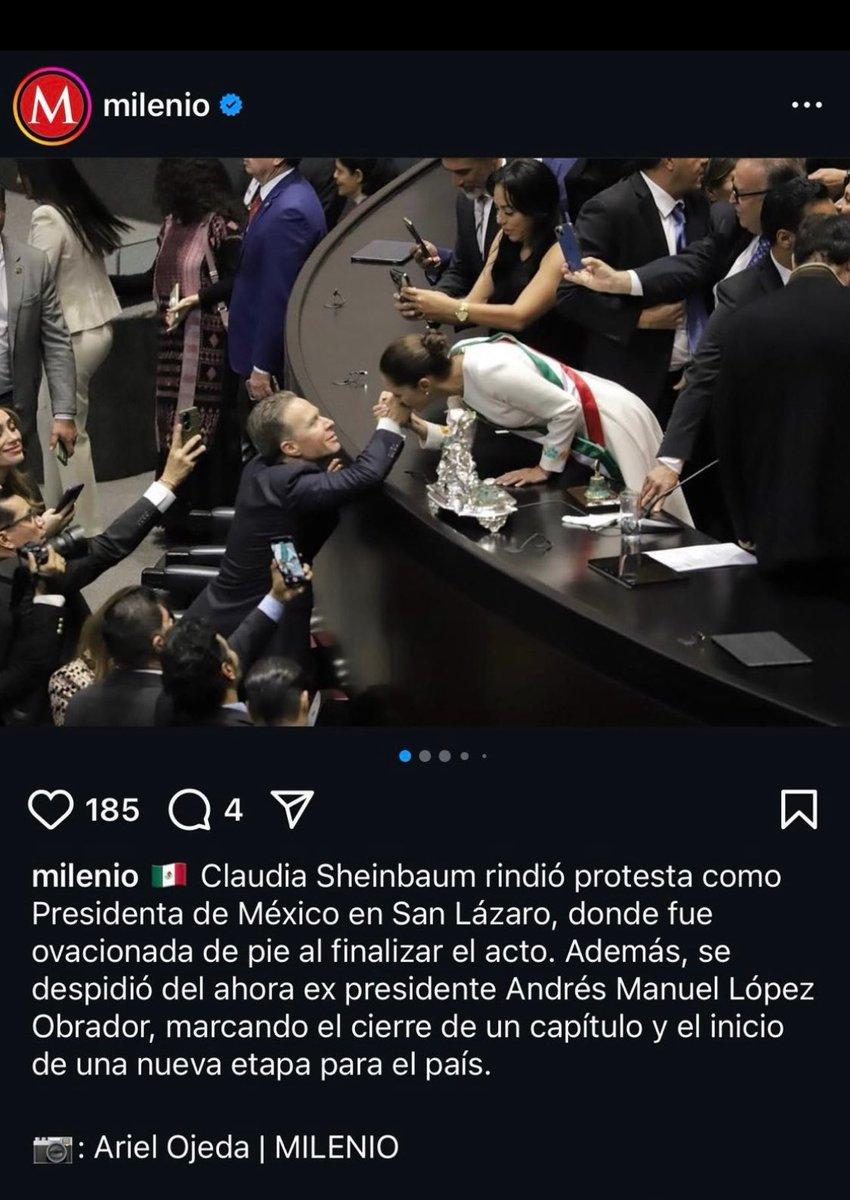 milenio
185
4
milenio 🇲🇽 Claudia Sheinbaum rindió protesta como
Presidenta de México en San Lázaro, donde fue
ovacionada de pie al finalizar el acto. Además, se
despidió del ahora ex presidente Andrés Manuel López
Obrador, marcando el cierre de un capítulo y el inicio
de una nueva etapa para el país.
📷: Ariel Ojeda | MILENIO